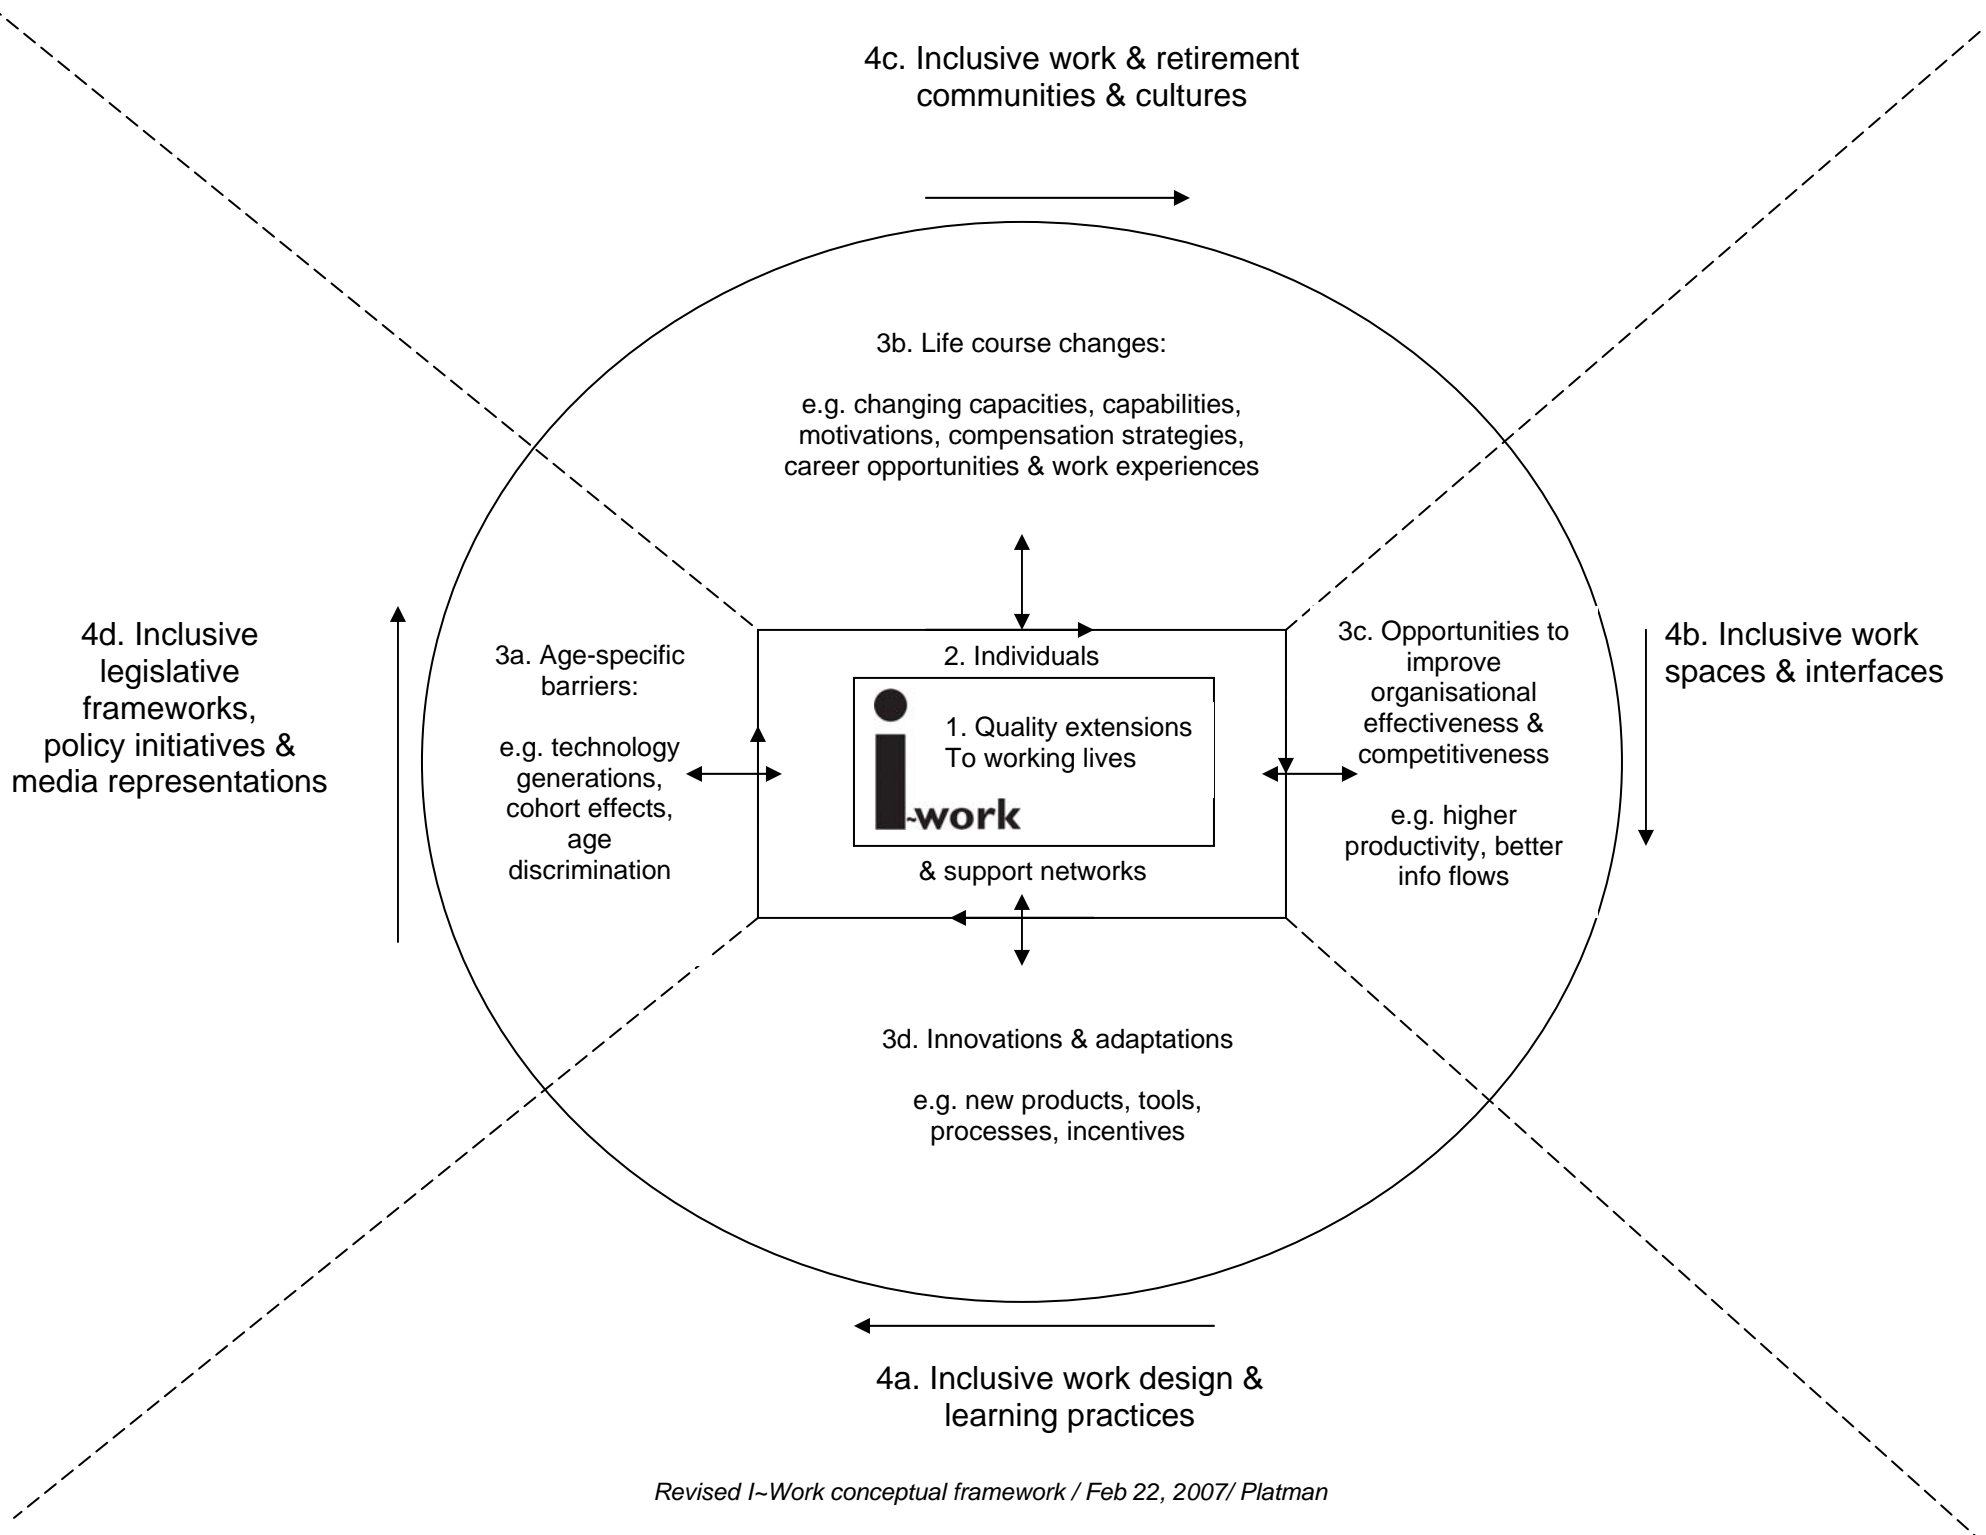 4c. Inclusive work & retirement
communities & cultures
3b. Life course changes:
e.g. changing capacities, capabilities,
motivations, compensation strategies,
career opportunities & work experiences
4d. Inclusive
legislative
frameworks,
policy initiatives &
media representations
3a. Age-specific
barriers:
e.g. technology
generations,
cohort effects,
age
discrimination
2. Individuals
1. Quality extensions
To working lives
i~work
& support networks
3c. Opportunities to
improve
organisational
effectiveness &
competitiveness
e.g. higher
productivity, better
info flows
4b. Inclusive work
spaces & interfaces
3d. Innovations & adaptations
e.g. new products, tools,
processes, incentives
4a. Inclusive work design &
learning practices
Revised I~Work conceptual framework / Feb 22, 2007/ Platman